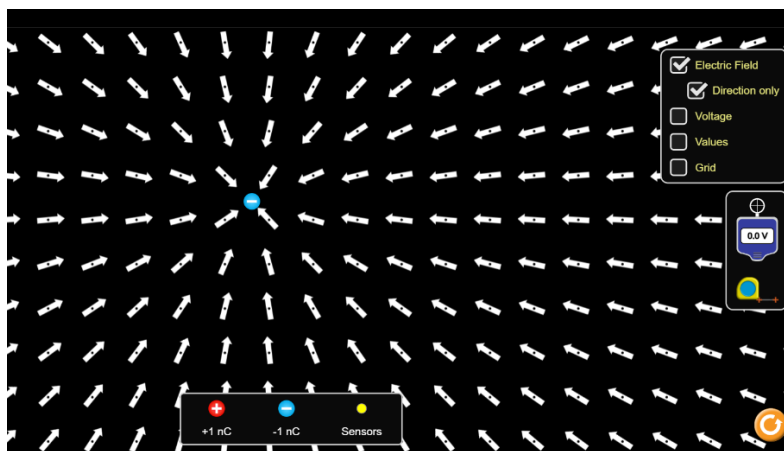 Electric Field
Direction only
Voltage
Values
Grid
0.0 V
+1 nC
-1 nC
Sensors